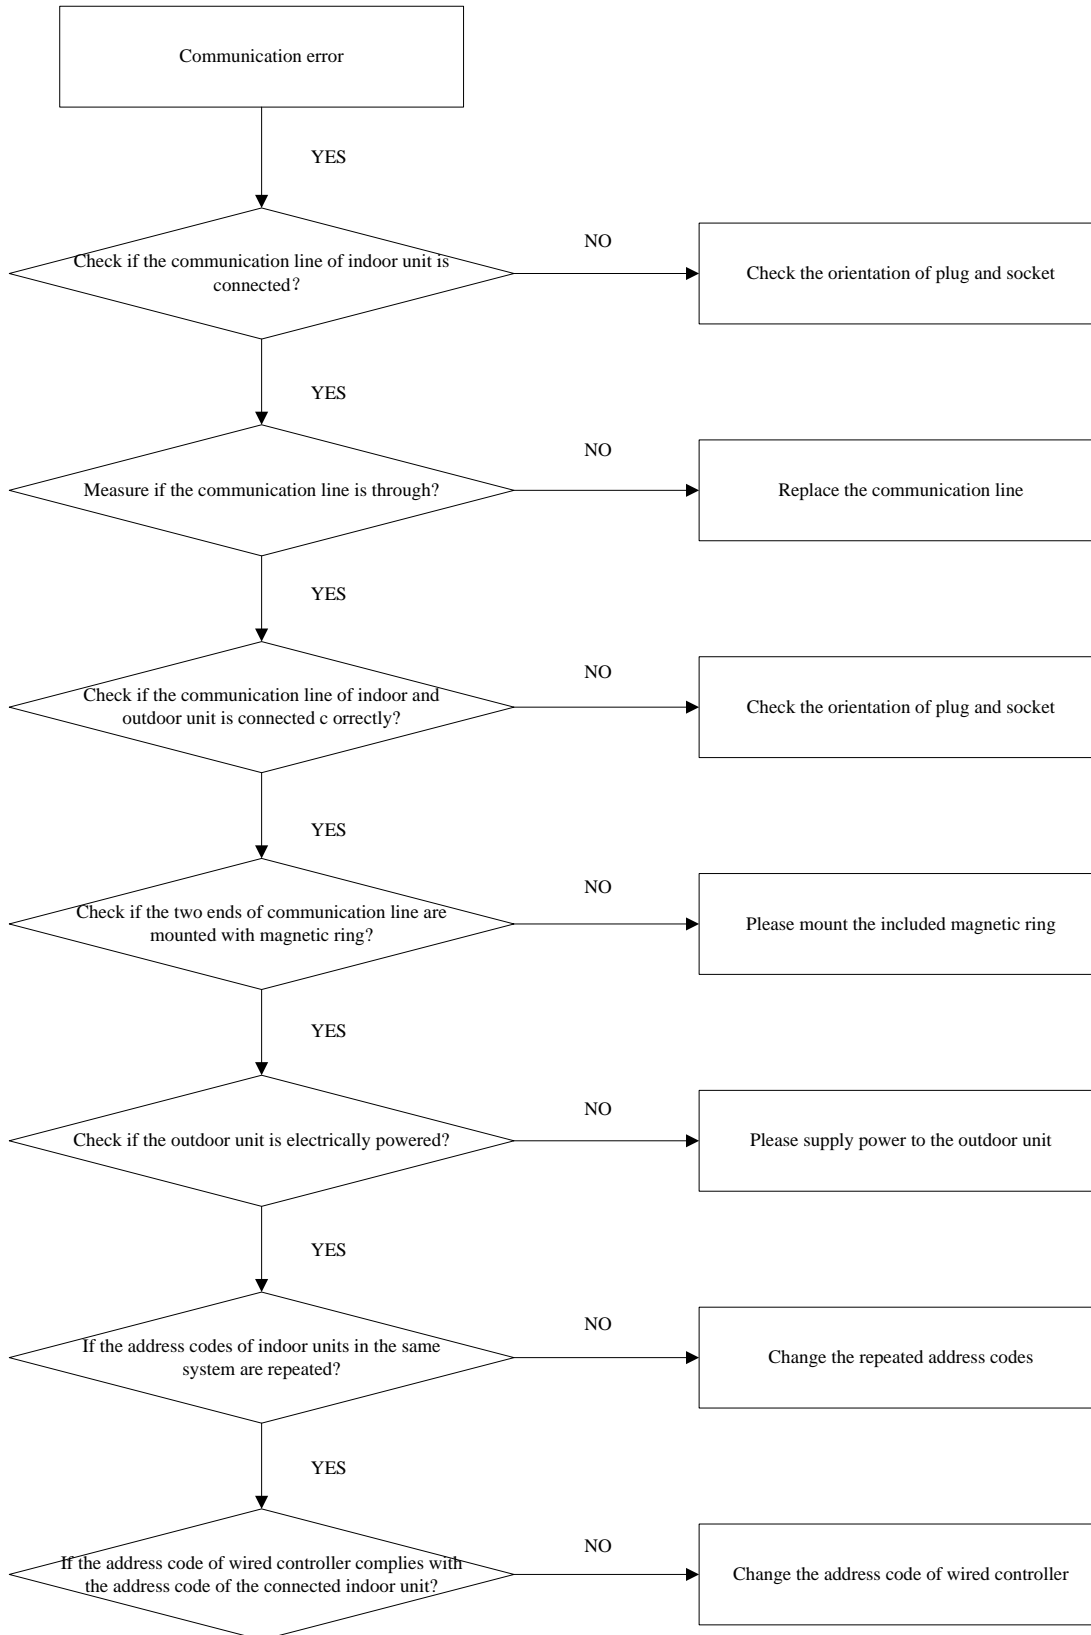 Communication error
YES
Check if the communication line of indoor unit is
connected？
NO
Check the orientation of plug and socket
YES
Measure if the communication line is through?
NO
Replace the communication line
YES
Check if the communication line of indoor and
outdoor unit is connected c orrectly?
NO
Check the orientation of plug and socket
YES
Check if the two ends of communication line are
mounted with magnetic ring?
NO
Please mount the included magnetic ring
YES
Check if the outdoor unit is electrically powered?
NO
Please supply power to the outdoor unit
YES
If the address codes of indoor units in the same
system are repeated?
NO
Change the repeated address codes
YES
If the address code of wired controller complies with
the address code of the connected indoor unit?
NO
Change the address code of wired controller